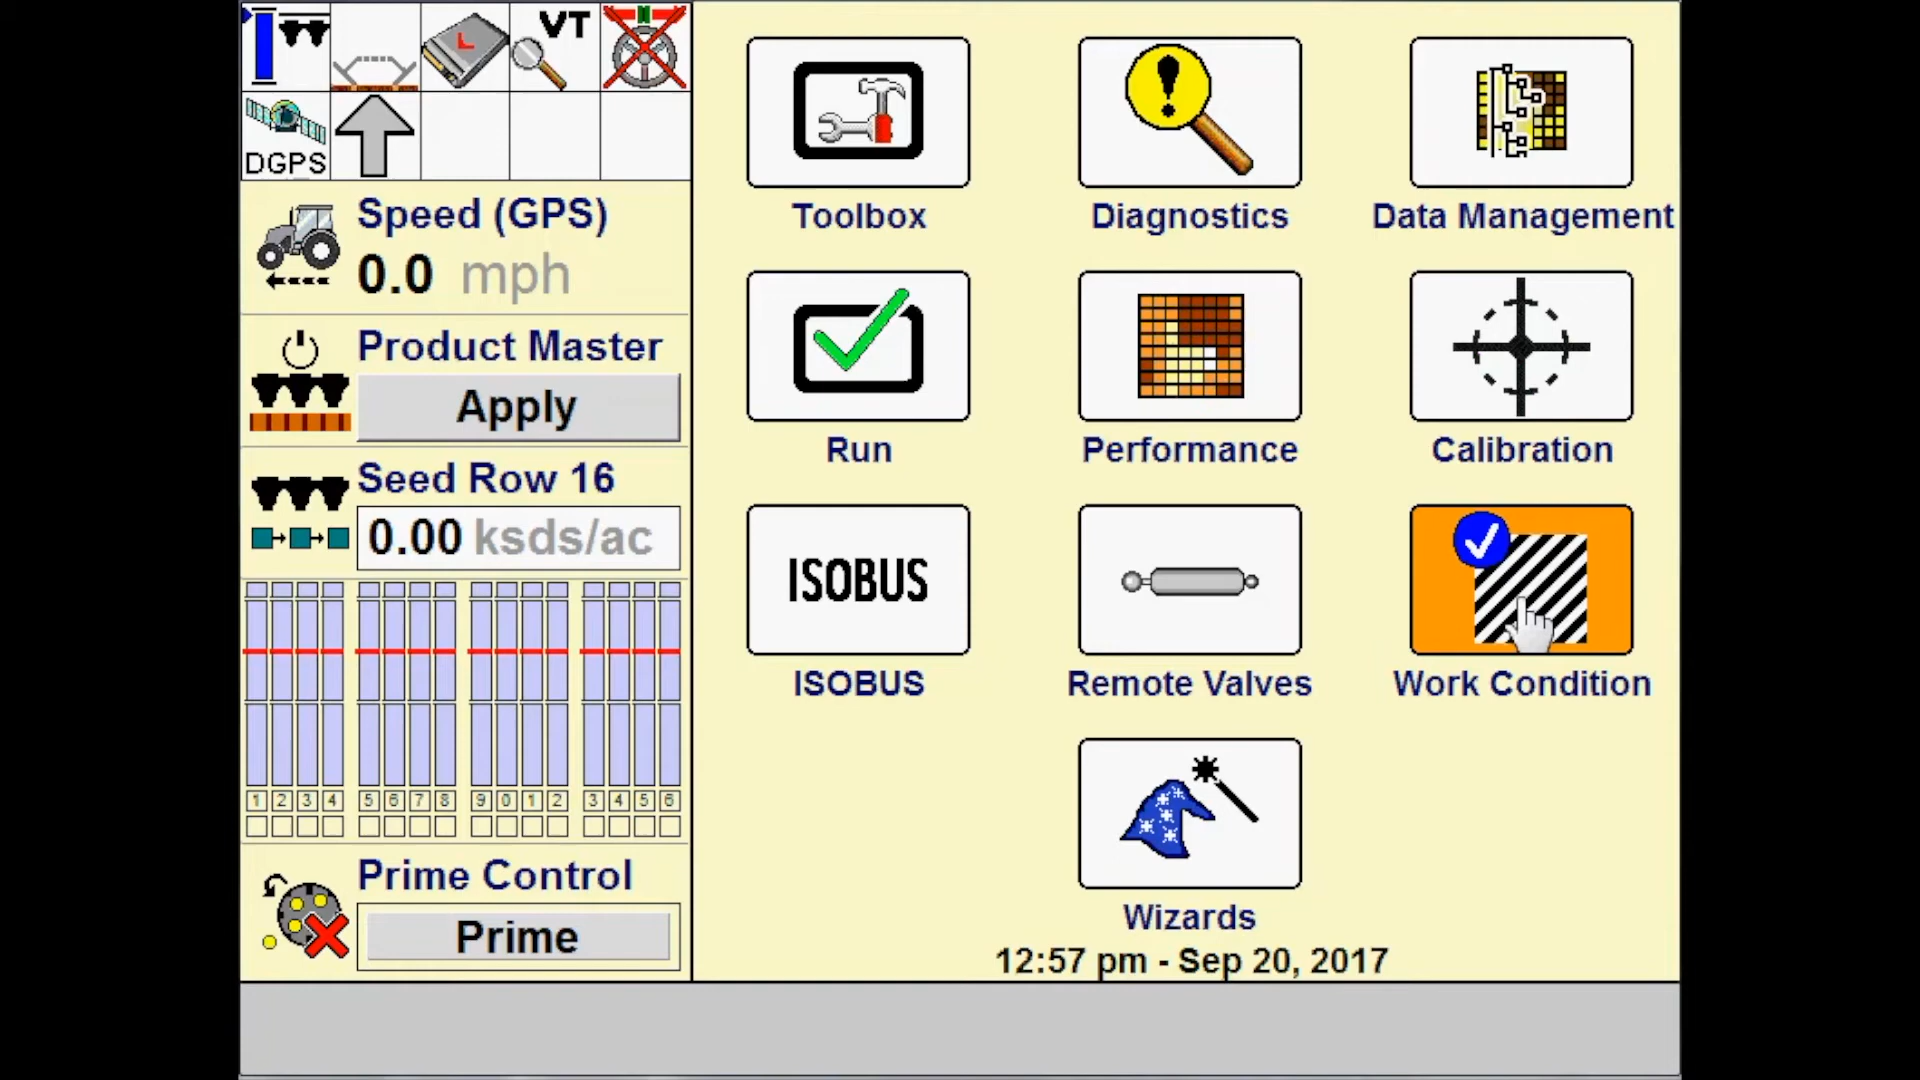 VT
L
DGPS
Speed (GPS)
0.0 mph
Product Master
Apply
Seed Row 16
0.00 ksds/ac
1 2 3 4 5 6 7 8 9 0 1 2 3 4 5 6
Prime Control
Prime
Toolbox
Diagnostics
Data Management
Run
Performance
Calibration
ISOBUS
ISOBUS
Remote Valves
Work Condition
Wizards
12:57 pm - Sep 20, 2017